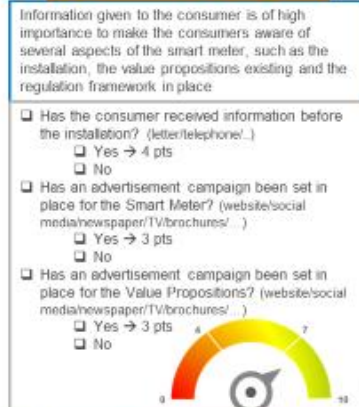 Information given to the consumer is of high
importance to make the consumers aware of
several aspects of the smart meter, such as the
installation, the value propositions existing and the
regulation framework in place
❑ Has the consumer received information before
the installation? (letter/telephone/..)
❑ Yes → 4 pts
❑ No
❑ Has an advertisement campaign been set in
place for the Smart Meter? (website/social
media/newspaper/TV/brochures/...)
❑ Yes → 3 pts
❑ No
❑ Has an advertisement campaign been set in
place for the Value Propositions? (website/social
media/newspaper/TV/brochures/...)
❑ Yes → 3 pts
❑ No
4
7
0
10